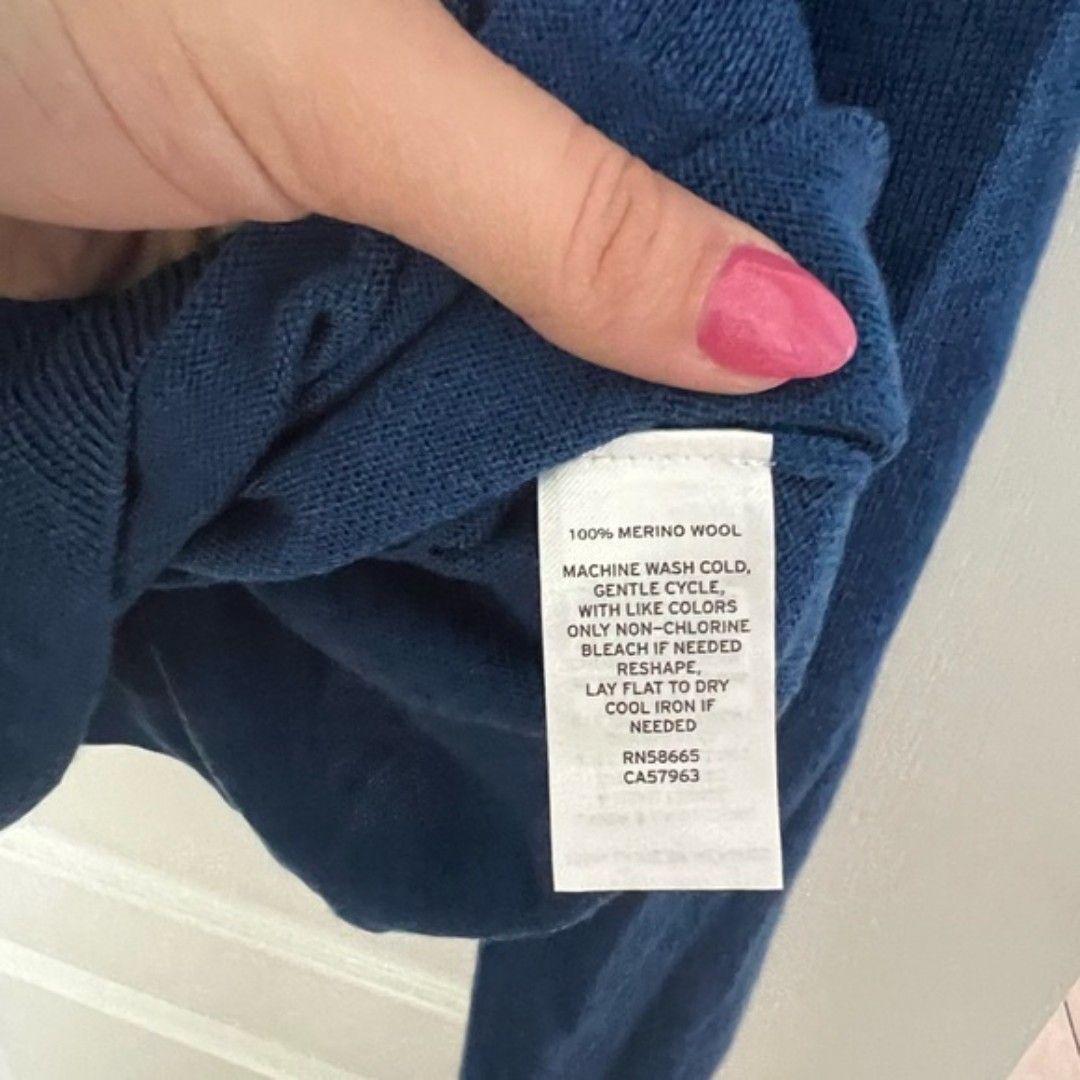 100% MERINO WOOL
MACHINE WASH COLD,
GENTLE CYCLE,
WITH LIKE COLORS
ONLY NON-CHLORINE
BLEACH IF NEEDED
RESHAPE,
LAY FLAT TO DRY
COOL IRON IF
NEEDED
RN58665
CA57963